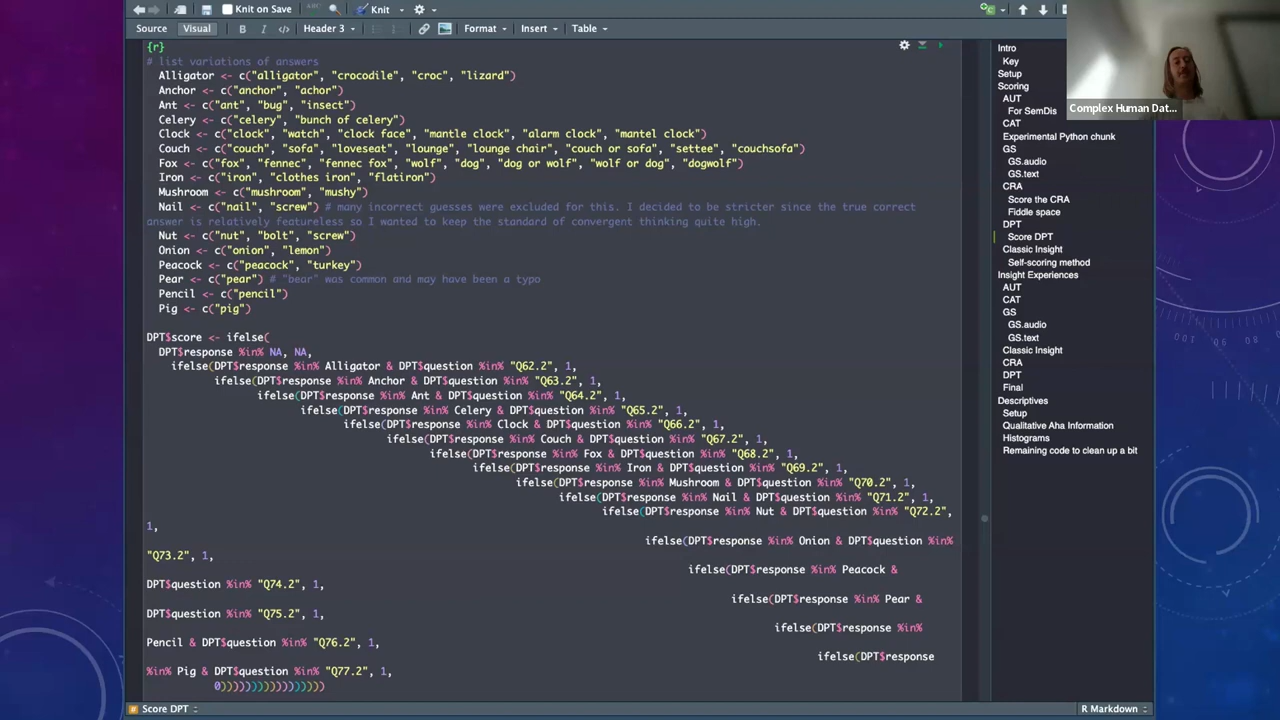 Knit on Save
ABC
Knit
Source Visual B I </> Header 3 Format Insert Table
{r}
# list variations of answers
Alligator <- c("alligator", "crocodile", "croc", "lizard")
Anchor <- c("anchor", "achor")
Ant <- c("ant", "bug", "insect")
Celery <- c("celery", "bunch of celery")
Clock <- c("clock", "watch", "clock face", "mantle clock", "alarm clock", "mantel clock")
Couch <- c("couch", "sofa", "loveseat", "lounge", "lounge chair", "couch or sofa", "settee", "couchsofa")
Fox <- c("fox", "fennec", "fennec fox", "wolf", "dog", "dog or wolf", "wolf or dog", "dogwolf")
Iron <- c("iron", "clothes iron", "flatiron")
Mushroom <- c("mushroom", "mushy")
Nail <- c("nail", "screw") # many incorrect guesses were excluded for this. I decided to be stricter since the true correct
answer is relatively featureless so I wanted to keep the standard of convergent thinking quite high.
Nut <- c("nut", "bolt", "screw")
Onion <- c("onion", "lemon")
Peacock <- c("peacock", "turkey")
Pear <- c("pear") # "bear" was common and may have been a typo
Pencil <- c("pencil")
Pig <- c("pig")
DPT$score <- ifelse(
DPT$response %in% NA, NA,
ifelse(DPT$response %in% Alligator & DPT$question %in% "Q62.2", 1,
ifelse(DPT$response %in% Anchor & DPT$question %in% "Q63.2", 1,
ifelse(DPT$response %in% Ant & DPT$question %in% "Q64.2", 1,
ifelse(DPT$response %in% Celery & DPT$question %in% "Q65.2", 1,
ifelse(DPT$response %in% Clock & DPT$question %in% "Q66.2", 1,
ifelse(DPT$response %in% Couch & DPT$question %in% "Q67.2", 1,
ifelse(DPT$response %in% Fox & DPT$question %in% "Q68.2", 1,
ifelse(DPT$response %in% Iron & DPT$question %in% "Q69.2", 1,
ifelse(DPT$response %in% Mushroom & DPT$question %in% "Q70.2", 1,
ifelse(DPT$response %in% Nail & DPT$question %in% "Q71.2", 1,
ifelse(DPT$response %in% Nut & DPT$question %in% "Q72.2",
1,
ifelse(DPT$response %in% Onion & DPT$question %in%
"Q73.2", 1,
ifelse(DPT$response %in% Peacock &
DPT$question %in% "Q74.2", 1,
ifelse(DPT$response %in% Pear &
DPT$question %in% "Q75.2", 1,
ifelse(DPT$response %in%
Pencil & DPT$question %in% "Q76.2", 1,
ifelse(DPT$response
%in% Pig & DPT$question %in% "Q77.2", 1,
0)))))))))))))))))
Score DPT
R Markdown
Intro
Key
Setup
Scoring
AUT
For SemDis
CAT
Experimental Python chunk
GS
GS.audio
GS.text
CRA
Score the CRA
Fiddle space
DPT
Score DPT
Classic Insight
Self-scoring method
Insight Experiences
AUT
CAT
GS
GS.audio
GS.text
Classic Insight
CRA
DPT
Final
Descriptives
Setup
Qualitative Aha Information
Histograms
Remaining code to clean up a bit
Complex Human Dat...